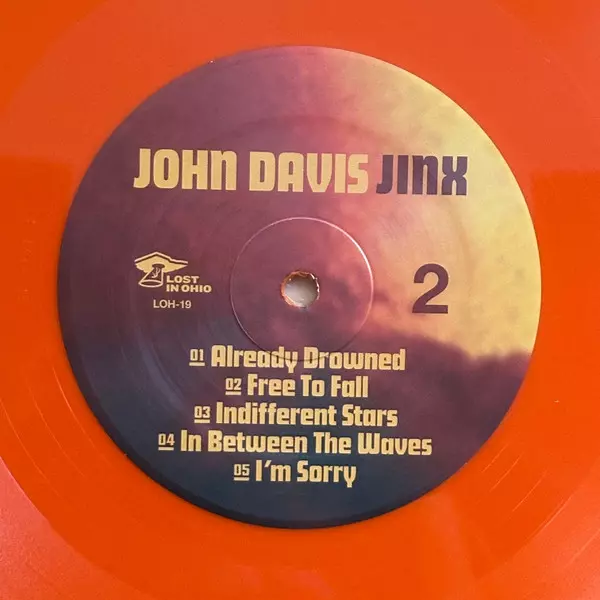 JOHN DAVIS JINX
LOST
IN OHIO
LOH-19
2
01 Already Drowned
02 Free To Fall
03 Indifferent Stars
04 In Between The Waves
05 I'm Sorry